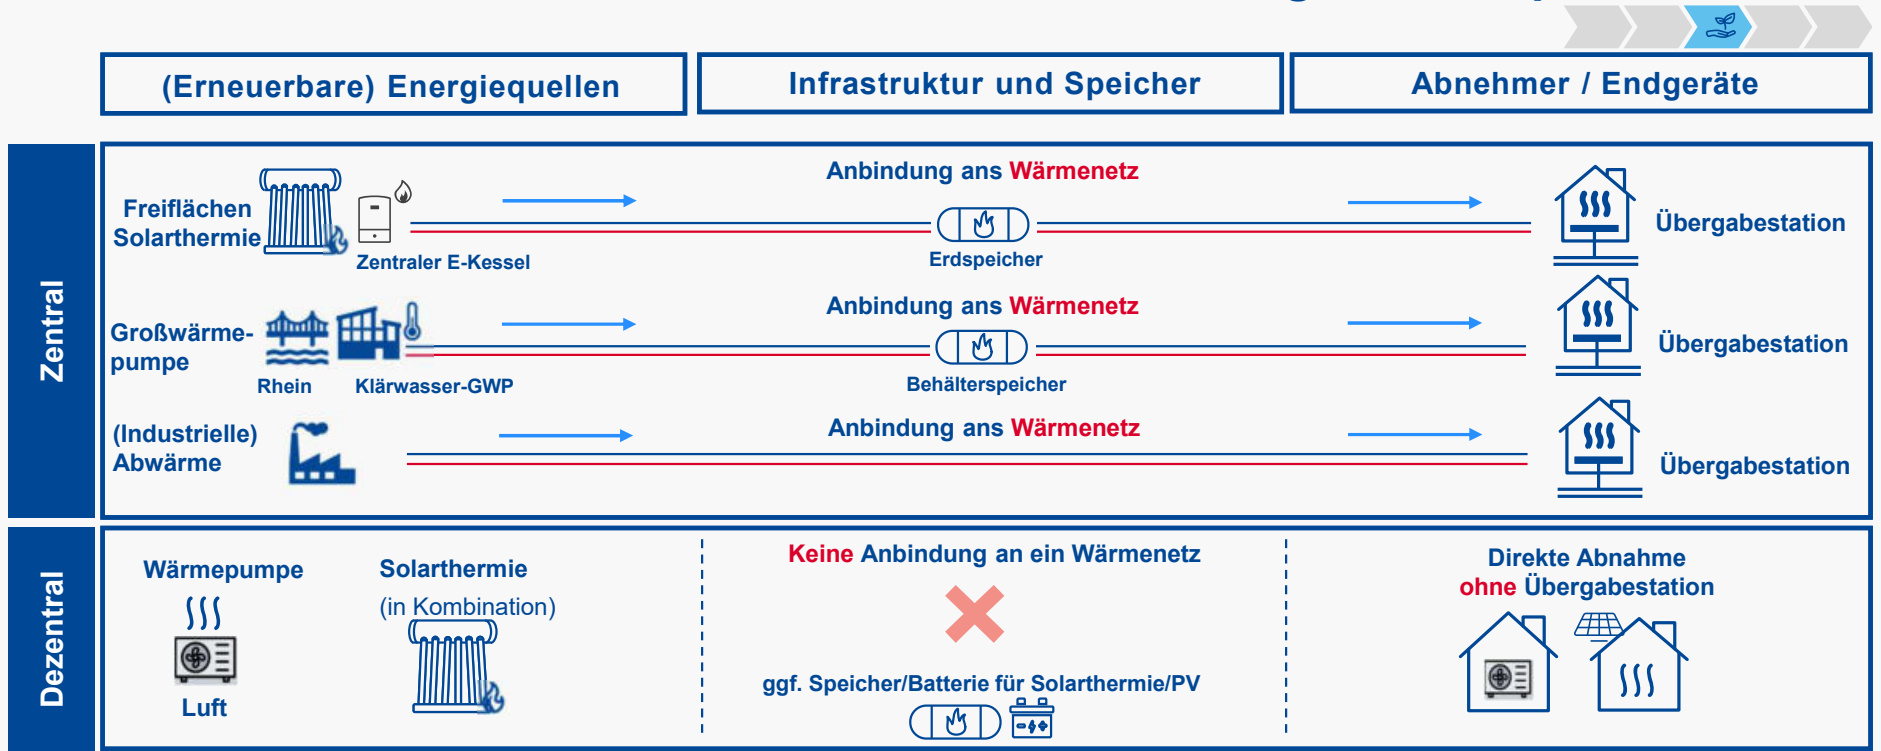 (Erneuerbare) Energiequellen
Infrastruktur und Speicher
Abnehmer / Endgeräte
Zentral
Freiflächen
Solarthermie
Zentraler E-Kessel
Anbindung ans Wärmenetz
Erdspeicher
Übergabestation
Großwärme-
pumpe
Rhein
Klärwasser-GWP
Anbindung ans Wärmenetz
Behälterspeicher
Übergabestation
(Industrielle)
Abwärme
Anbindung ans Wärmenetz
Übergabestation
Dezentral
Wärmepumpe
Luft
Solarthermie
(in Kombination)
Keine Anbindung an ein Wärmenetz
ggf. Speicher/Batterie für Solarthermie/PV
Direkte Abnahme
ohne Übergabestation